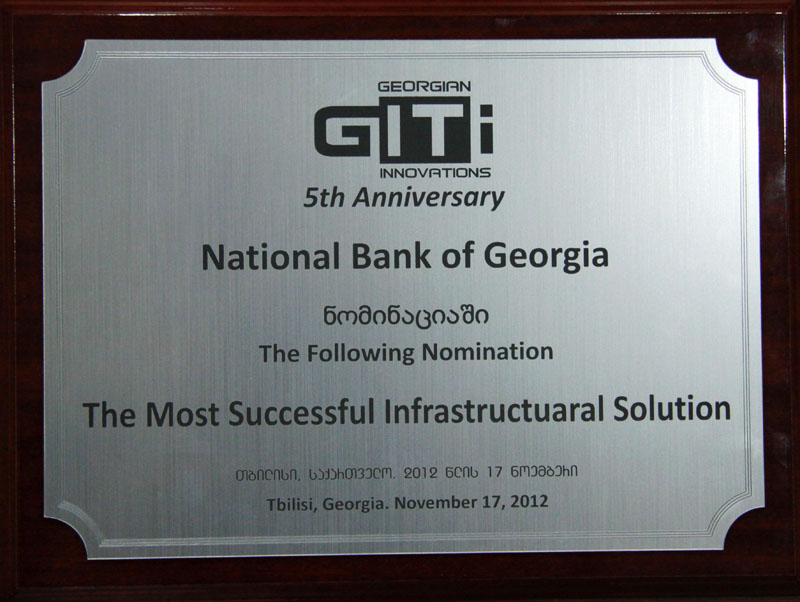 GEORGIAN
GITi
INNOVATIONS
5th Anniversary
National Bank of Georgia
ნომინაციაში
The Following Nomination
The Most Successful Infrastructuaral Solution
თბილისი, საქართველო. 2012 წლის 17 ნოემბერი
Tbilisi, Georgia. November 17, 2012